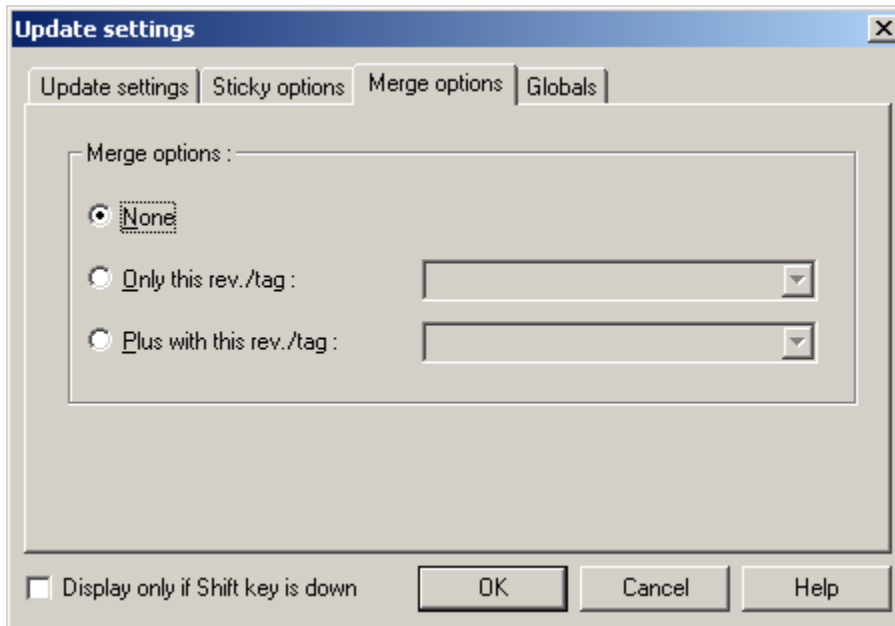 Update settings
Update settings Sticky options Merge options Globals
Merge options :
None
Only this rev./tag :
Plus with this rev./tag :
Display only if Shift key is down OK Cancel Help